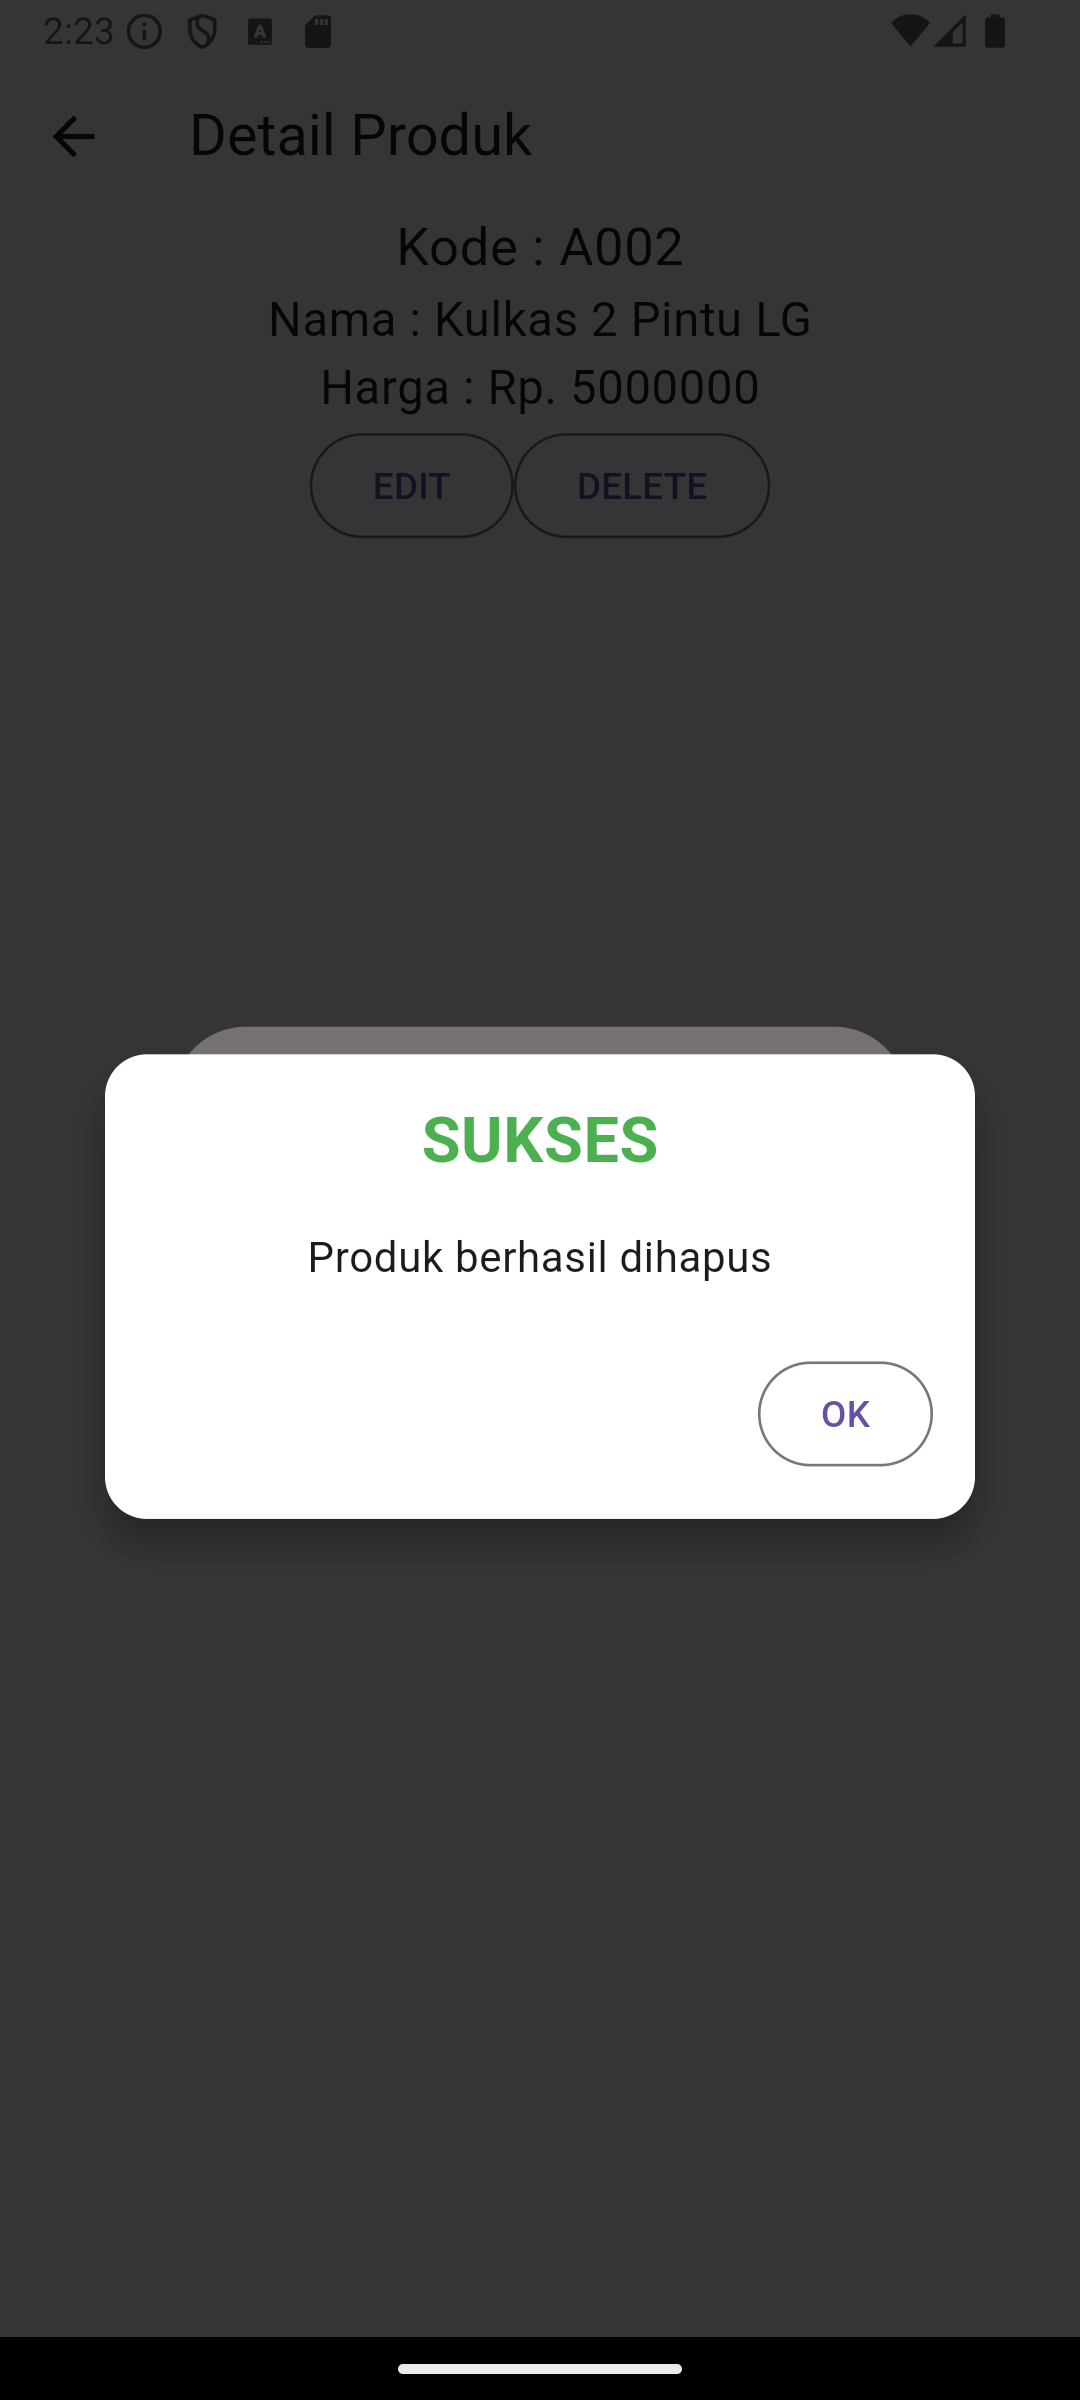 2:23
Detail Produk
Kode : A002
Nama : Kulkas 2 Pintu LG
Harga : Rp. 5000000
EDIT DELETE
SUKSES
Produk berhasil dihapus
OK